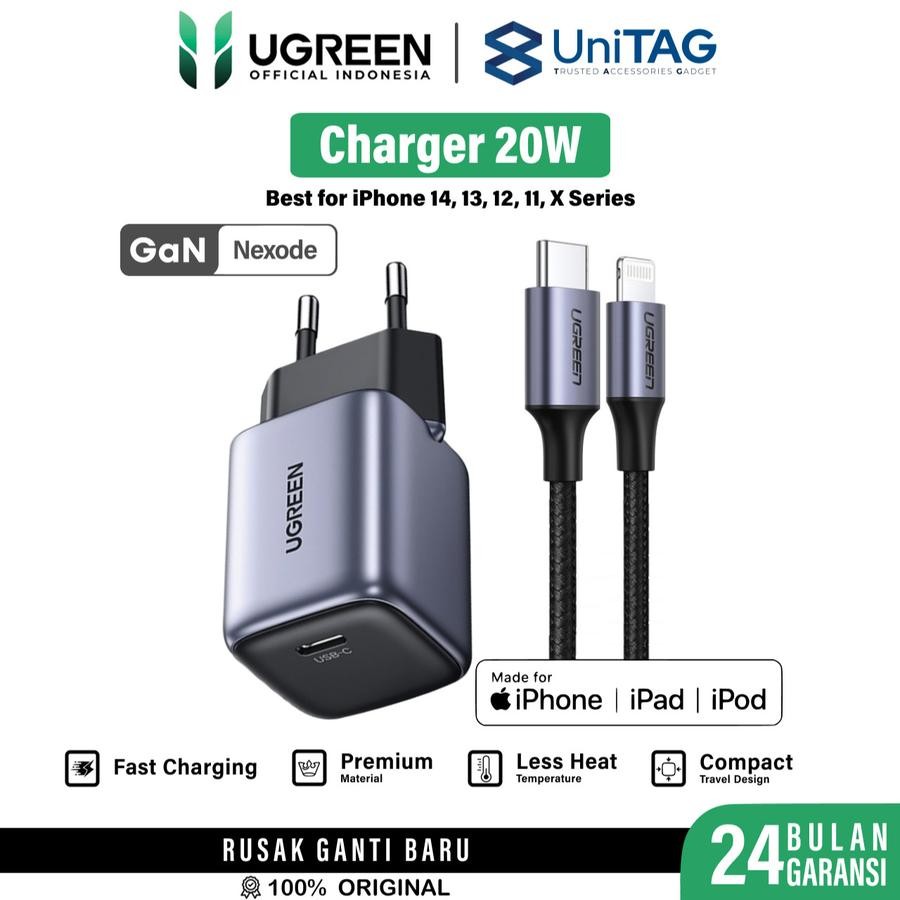 UGREEN
OFFICIAL INDONESIA
UniTAG
TRUSTED ACCESSORIES GADGET
Charger 20W
Best for iPhone 14, 13, 12, 11, X Series
GaN Nexode
UGREEN
UGREEN
UGREEN
USB-C
Made for
iPhone | iPad | iPod
Fast Charging
Premium
Material
Less Heat
Temperature
Compact
Travel Design
RUSAK GANTI BARU
100% ORIGINAL
24 BULAN
GARANSI